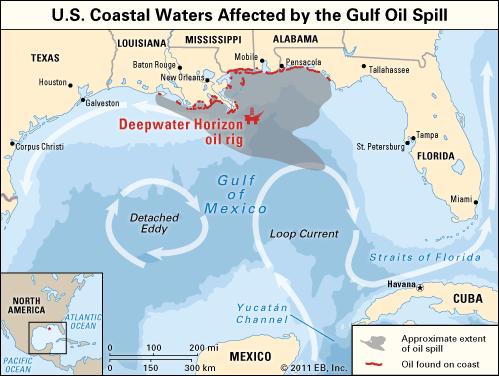 U.S. Coastal Waters Affected by the Gulf Oil Spill
TEXAS
LOUISIANA
MISSISSIPPI
ALABAMA
Baton Rouge
Mobile
Pensacola
Tallahassee
Houston
New Orleans
Galveston
Deepwater Horizon
oil rig
Corpus Christi
Tampa
St. Petersburg
FLORIDA
Gulf
of
Mexico
Miami
Detached
Eddy
Loop Current
Straits of Florida
Havana
CUBA
NORTH
AMERICA
ATLANTIC
OCEAN
PACIFIC
OCEAN
Yucatán
Channel
0 100 200 mi
0 150 300 km
MEXICO
© 2011 EB, Inc.
Approximate extent
of oil spill
Oil found on coast